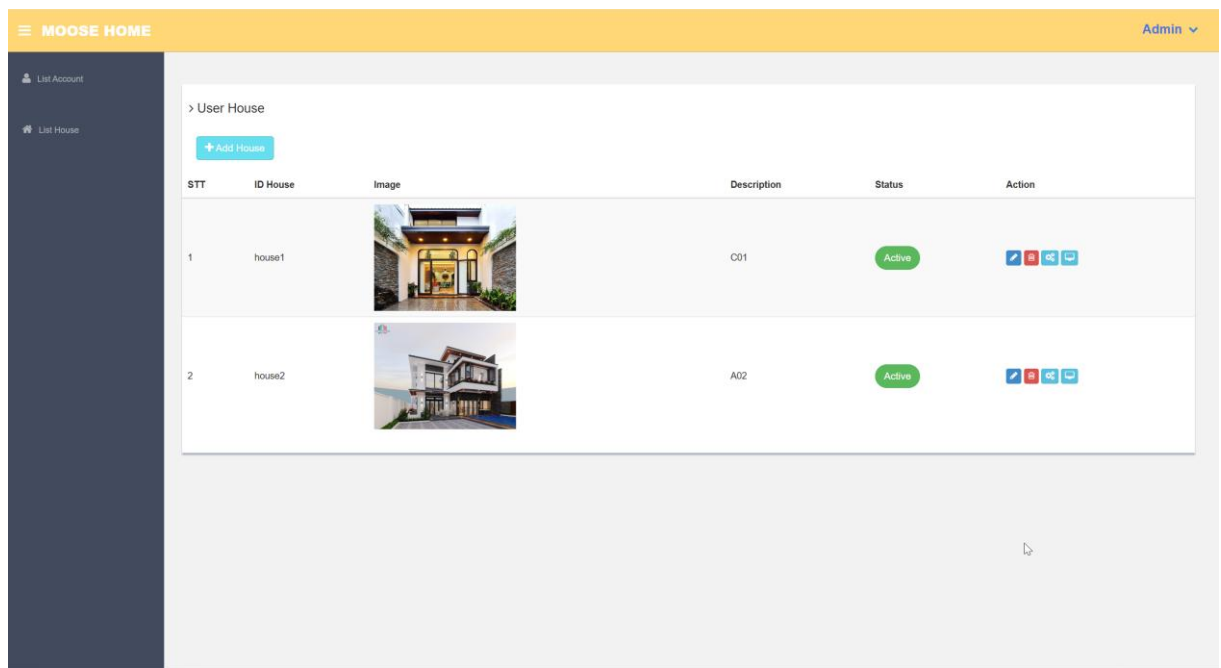 MOOSE HOME
Admin
List Account
List House
> User House
+ Add House
STT ID House Image Description Status Action
1 house1 C01 Active
2 house2 A02 Active